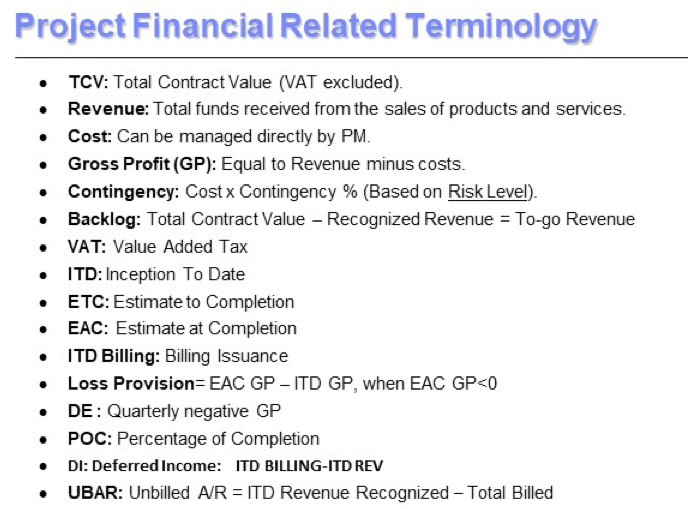 Project Financial Related Terminology
• TCV: Total Contract Value (VAT excluded).
• Revenue: Total funds received from the sales of products and services.
• Cost: Can be managed directly by PM.
• Gross Profit (GP): Equal to Revenue minus costs.
• Contingency: Cost x Contingency % (Based on Risk Level).
• Backlog: Total Contract Value – Recognized Revenue = To-go Revenue
• VAT: Value Added Tax
• ITD: Inception To Date
• ETC: Estimate to Completion
• EAC: Estimate at Completion
• ITD Billing: Billing Issuance
• Loss Provision= EAC GP – ITD GP, when EAC GP<0
• DE : Quarterly negative GP
• POC: Percentage of Completion
• DI: Deferred Income: ITD BILLING-ITD REV
• UBAR: Unbilled A/R = ITD Revenue Recognized – Total Billed